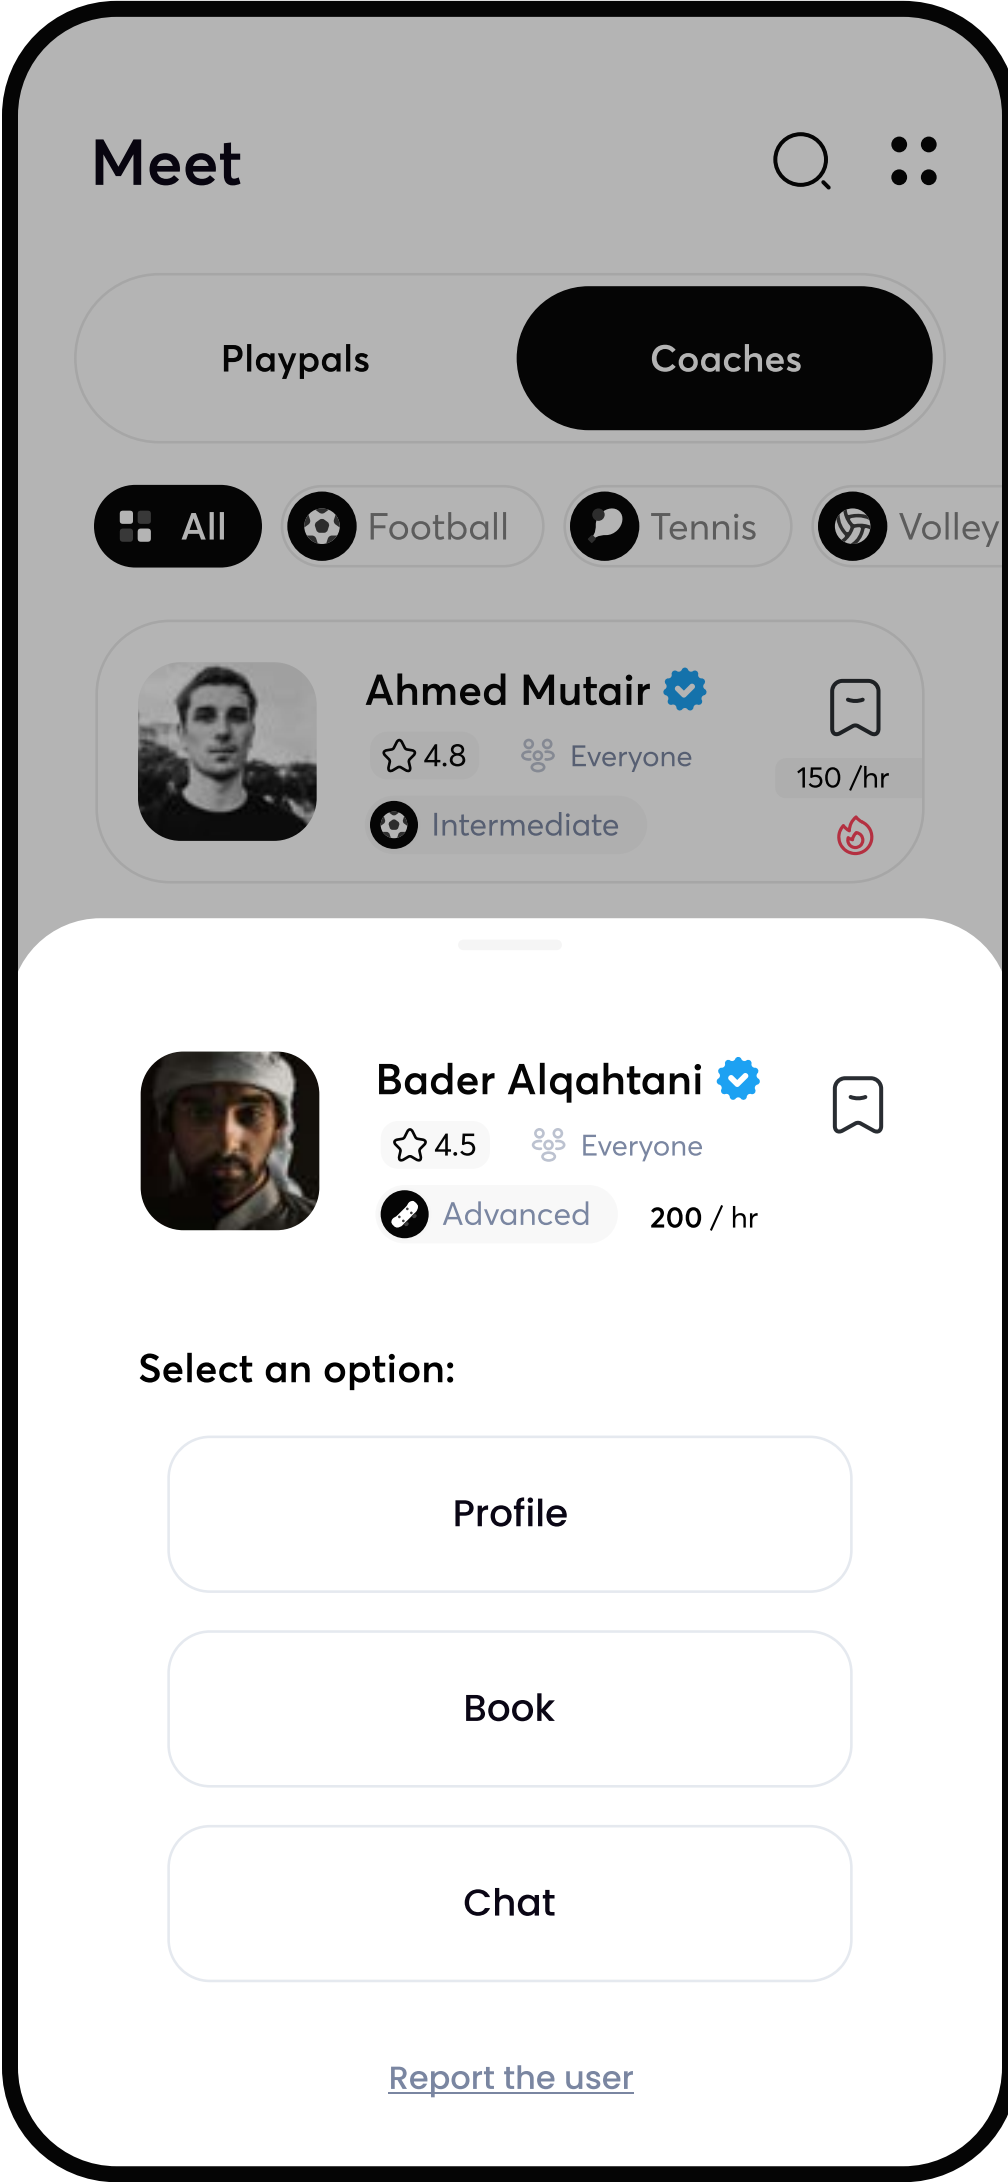 Meet
Playpals Coaches
All Football Tennis Volley
Ahmed Mutair
4.8 Everyone
150 /hr
Intermediate
Bader Alqahtani
4.5 Everyone
Advanced 200 / hr
Select an option:
Profile
Book
Chat
Report the user